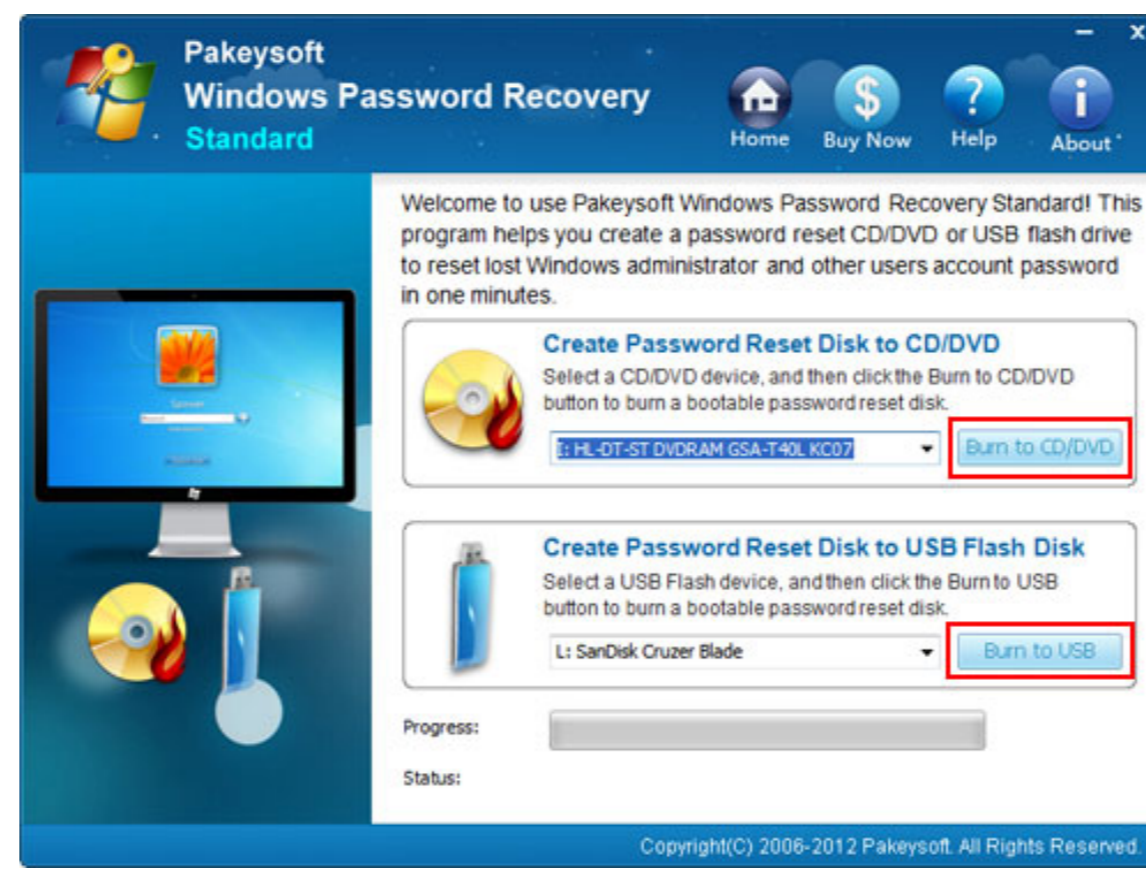 Pakeysoft
Windows Password Recovery
Standard
Home
Buy Now
Help
About
Welcome to use Pakeysoft Windows Password Recovery Standard! This
program helps you create a password reset CD/DVD or USB flash drive
to reset lost Windows administrator and other users account password
in one minutes.
Create Password Reset Disk to CD/DVD
Select a CD/DVD device, and then click the Burn to CD/DVD
button to burn a bootable password reset disk.
I: HL-DT-ST DVDRAM GSA-T40L KC07
Burn to CD/DVD
Create Password Reset Disk to USB Flash Disk
Select a USB Flash device, and then click the Burn to USB
button to burn a bootable password reset disk.
L: SanDisk Cruzer Blade
Burn to USB
Progress:
Status:
Copyright(C) 2006-2012 Pakeysoft. All Rights Reserved.